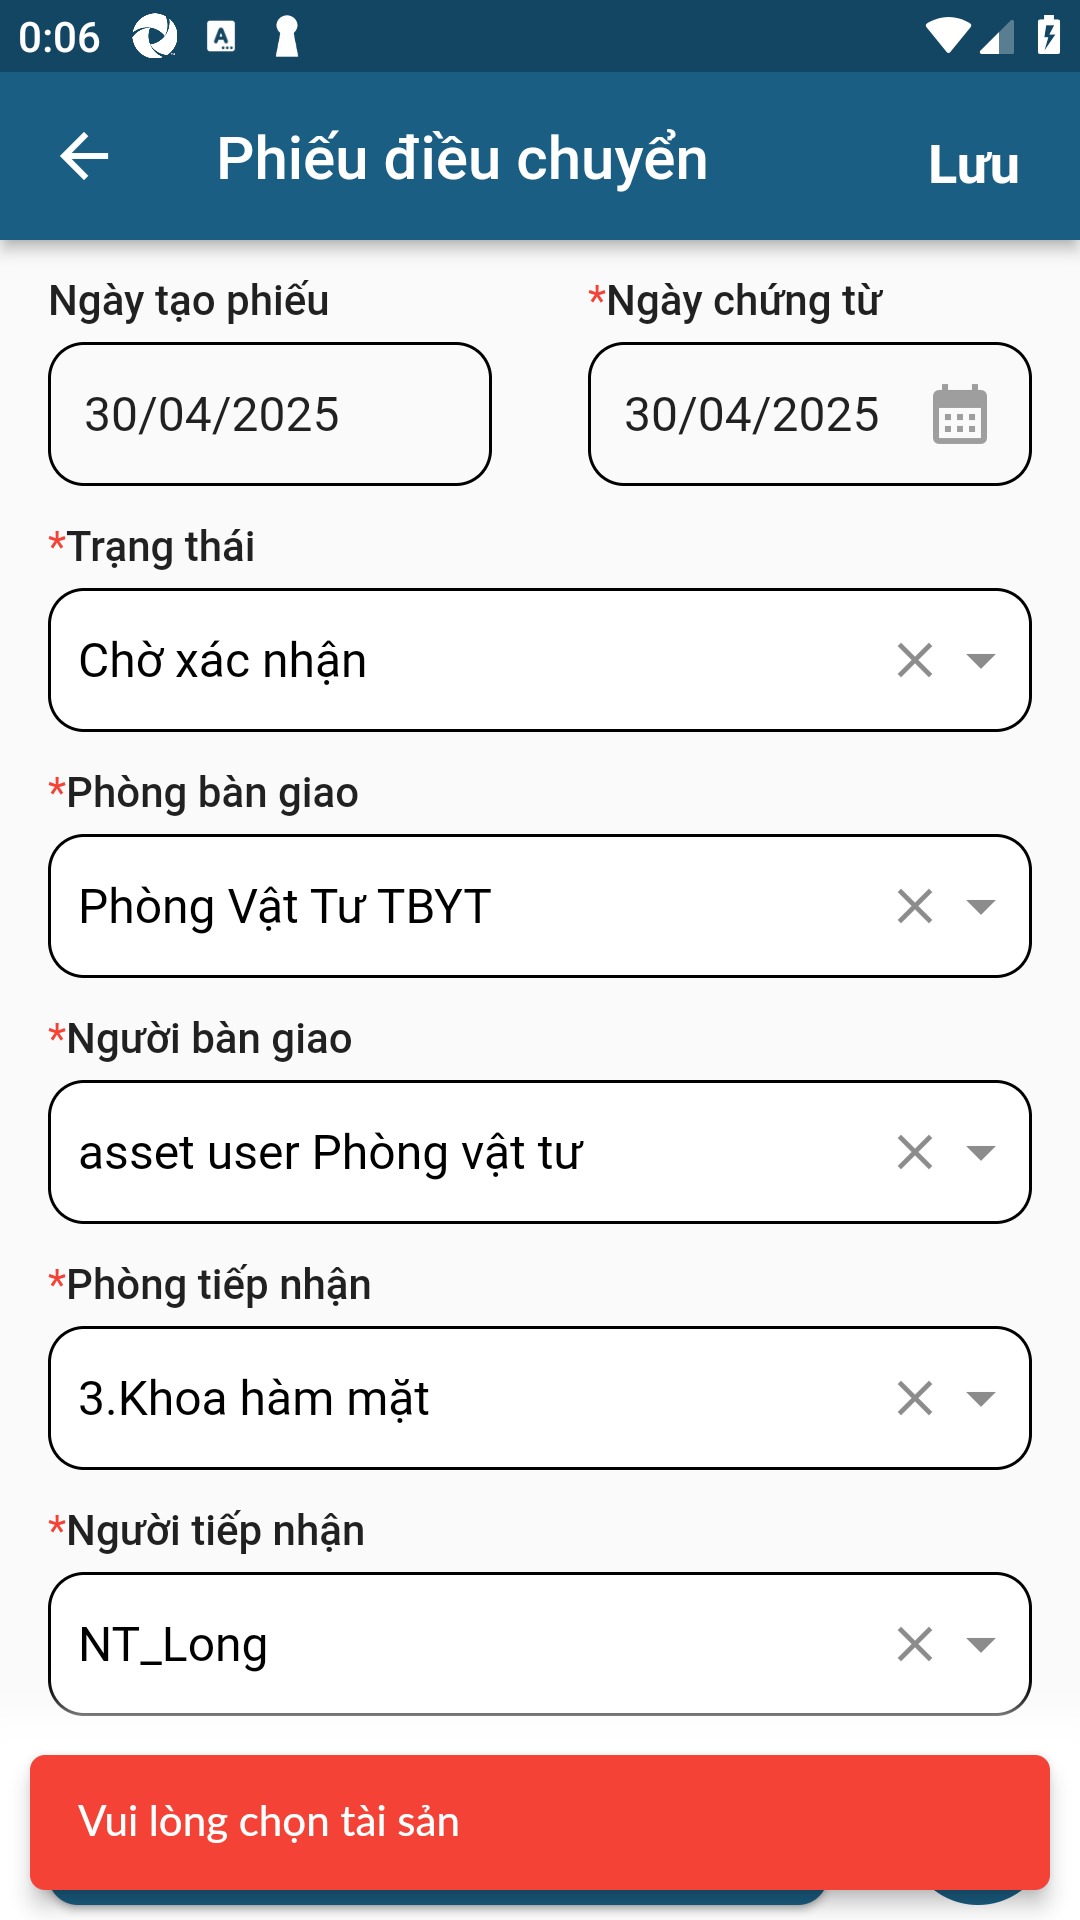 0:06
Phiếu điều chuyển
Lưu
Ngày tạo phiếu
*Ngày chứng từ
30/04/2025
30/04/2025
*Trạng thái
Chờ xác nhận
*Phòng bàn giao
Phòng Vật Tư TBYT
*Người bàn giao
asset user Phòng vật tư
*Phòng tiếp nhận
3.Khoa hàm mặt
*Người tiếp nhận
NT_Long
Vui lòng chọn tài sản